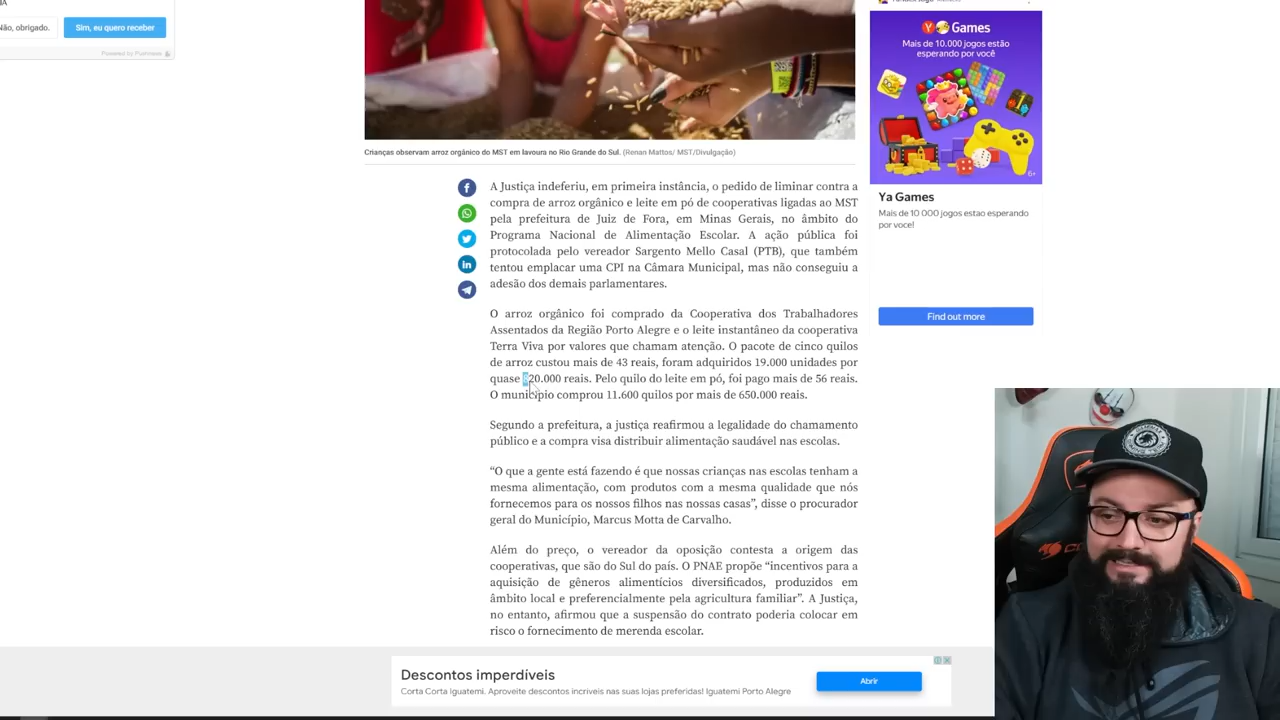 Não, obrigado.
Sim, eu quero receber
Powered by
Games
Mais de 10.000 jogos estão
esperando por você
6+
Crianças observam arroz orgânico do MST em lavoura no Rio Grande do Sul. (Renan Mattos/ MST/Divulgação)
A Justiça indeferiu, em primeira instância, o pedido de liminar contra a
compra de arroz orgânico e leite em pó de cooperativas ligadas ao MST
pela prefeitura de Juiz de Fora, em Minas Gerais, no âmbito do
Programa Nacional de Alimentação Escolar. A ação pública foi
protocolada pelo vereador Sargento Mello Casal (PTB), que também
tentou emplacar uma CPI na Câmara Municipal, mas não conseguiu a
adesão dos demais parlamentares.
O arroz orgânico foi comprado da Cooperativa dos Trabalhadores
Assentados da Região Porto Alegre e o leite instantâneo da cooperativa
Terra Viva por valores que chamam atenção. O pacote de cinco quilos
de arroz custou mais de 43 reais, foram adquiridos 19.000 unidades por
quase 820.000 reais. Pelo quilo do leite em pó, foi pago mais de 56 reais.
O município comprou 11.600 quilos por mais de 650.000 reais.
Segundo a prefeitura, a justiça reafirmou a legalidade do chamamento
público e a compra visa distribuir alimentação saudável nas escolas.
“O que a gente está fazendo é que nossas crianças nas escolas tenham a
mesma alimentação, com produtos com a mesma qualidade que nós
fornecemos para os nossos filhos nas nossas casas”, disse o procurador
geral do Município, Marcus Motta de Carvalho.
Além do preço, o vereador da oposição contesta a origem das
cooperativas, que são do Sul do país. O PNAE propõe “incentivos para a
aquisição de gêneros alimentícios diversificados, produzidos em
âmbito local e preferencialmente pela agricultura familiar”. A Justiça,
no entanto, afirmou que a suspensão do contrato poderia colocar em
risco o fornecimento de merenda escolar.
Ya Games
Mais de 10 000 jogos estao esperando
por voce!
Find out more
Descontos imperdíveis
Corta Corta Iguatemi. Aproveite descontos incríveis nas suas lojas preferidas! Iguatemi Porto Alegre
Abrir